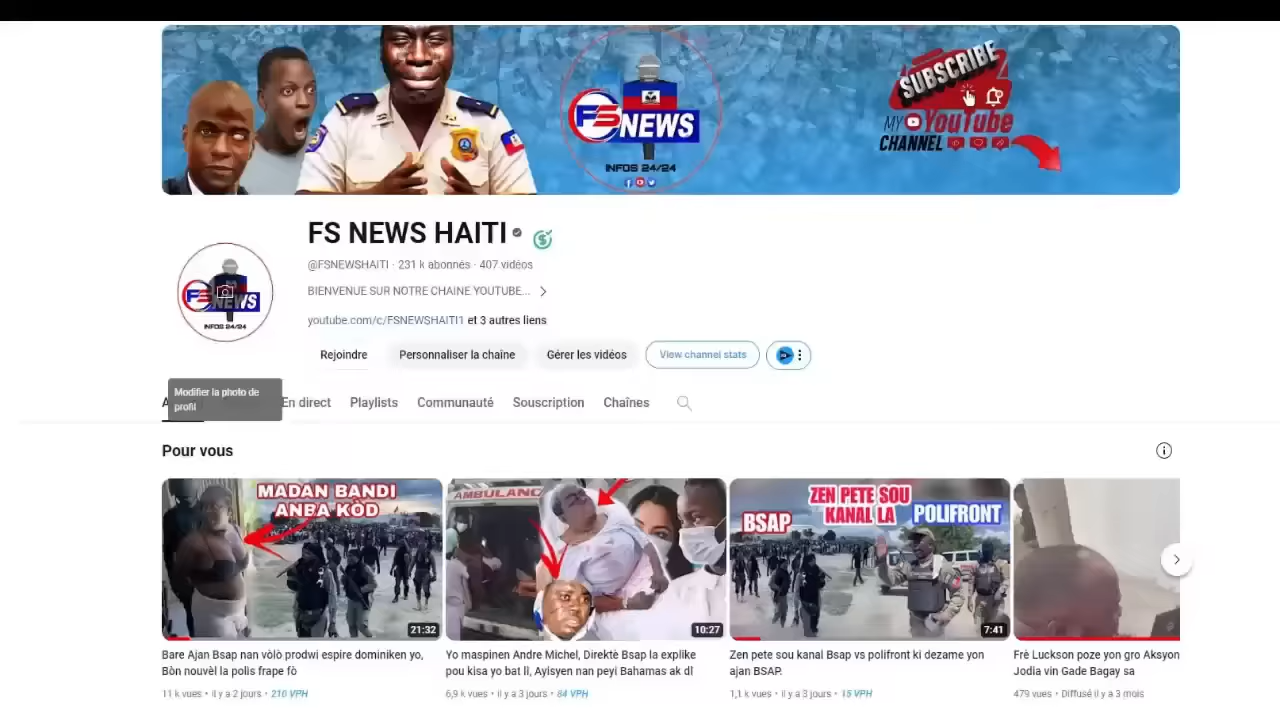 SUBSCRIBE
MY YouTube
CHANNEL
FS NEWS
INFOS 24/24
FS NEWS HAITI
@FSNEWSHAITI · 231 k abonnés · 407 vidéos
BIENVENUE SUR NOTRE CHAINE YOUTUBE...
youtube.com/c/FSNEWSHAITI1 et 3 autres liens
FS NEWS
INFOS 24/24
Rejoindre Personnaliser la chaîne Gérer les vidéos View channel stats
Modifier la photo de
profil
En direct Playlists Communauté Souscription Chaînes
Pour vous
MADAN BANDI
ANBA KÒD
21:32
AMBULANC
10:27
ZEN PETE SOU
KANAL LA
BSAP
POLIFRONT
7:41
Bare Ajan Bsap nan vòlò prodwi espire dominiken yo,
Bòn nouvèl la polis frape fò
11 k vues • il y a 2 jours • 210 VPH
Yo maspinen Andre Michel, Direktè Bsap la explike
pou kisa yo bat li, Ayisyen nan peyi Bahamas ak dl
6,9 k vues • il y a 3 jours • 84 VPH
Zen pete sou kanal Bsap vs polifront ki dezame yon
ajan BSAP.
1,1 k vues • il y a 3 jours • 15 VPH
Frè Luckson poze yon gro Aksyon
Jodia vin Gade Bagay sa
479 vues • Diffusé il y a 3 mois